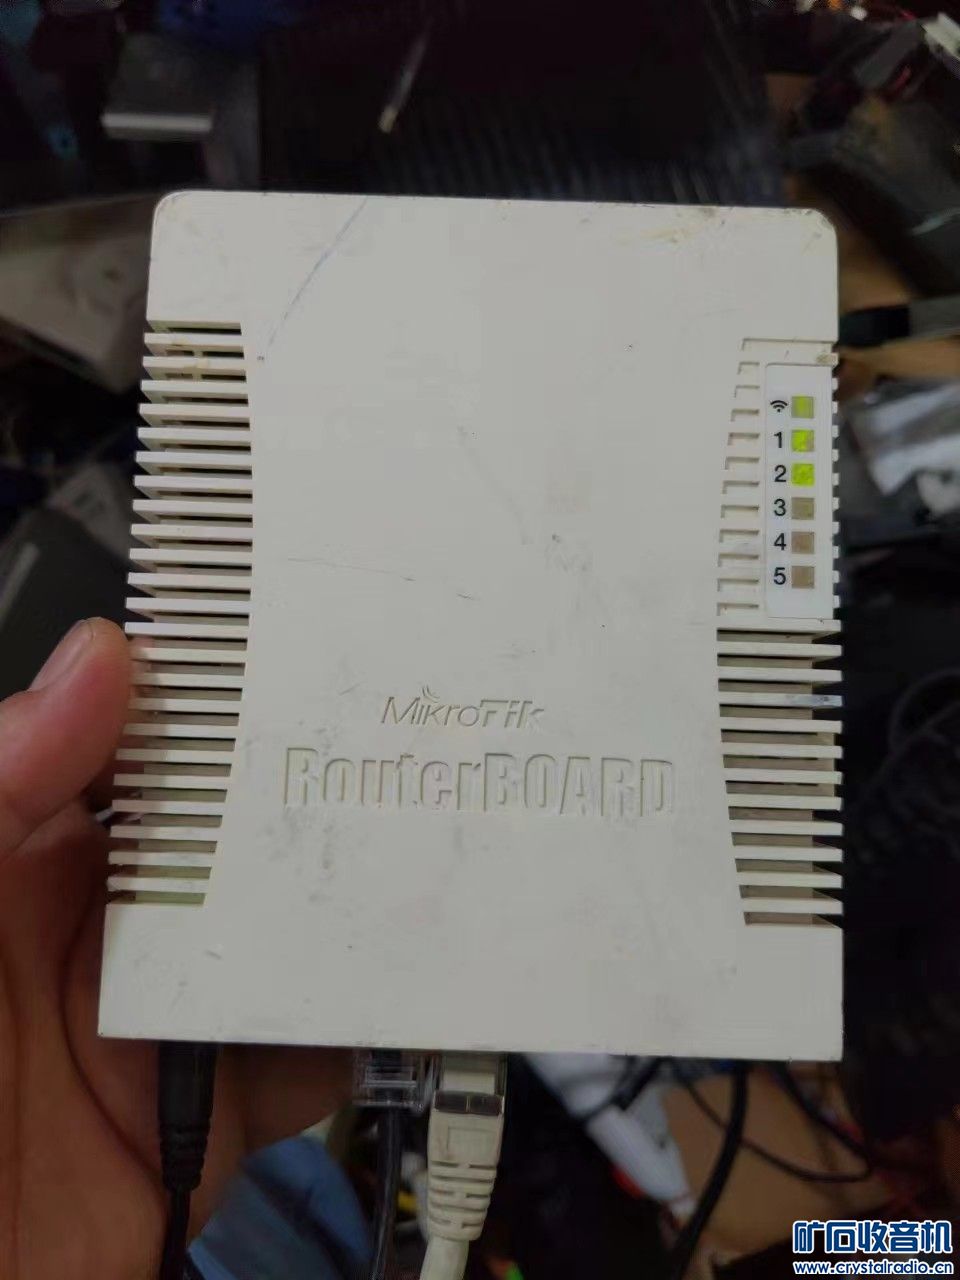 1
2
3
4
5
MikroTik
RouterBOARD
矿石收音机
www.crystalradio.cn